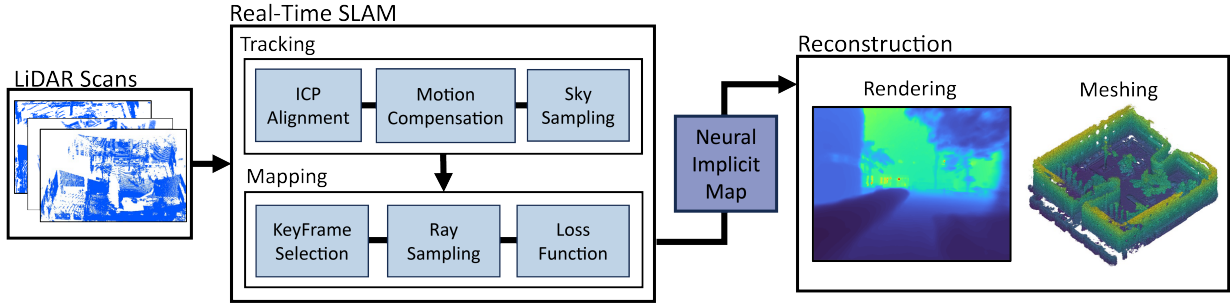 LiDAR Scans
Real-Time SLAM
Tracking
ICP
Alignment
Motion
Compensation
Sky
Sampling
Mapping
KeyFrame
Selection
Ray
Sampling
Loss
Function
Neural
Implicit
Map
Reconstruction
Rendering
Meshing